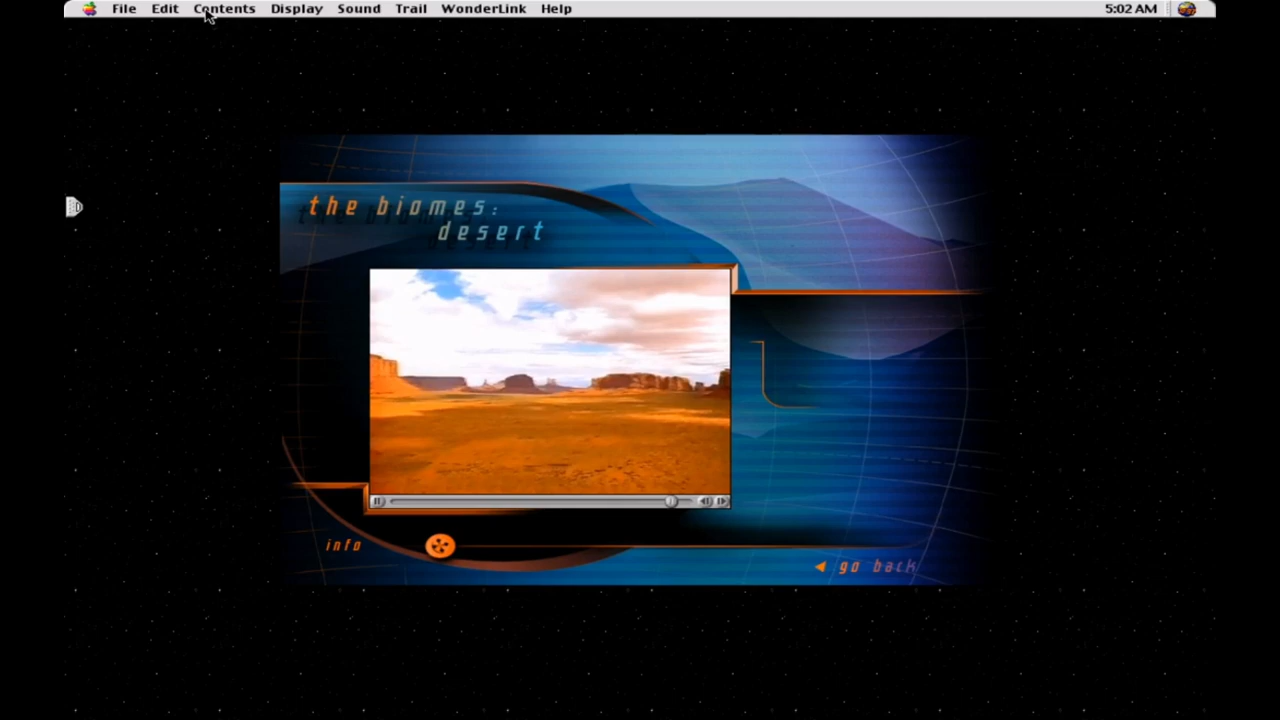 File Edit Contents Display Sound Trail WonderLink Help 5:02 AM
the biomes:
desert
info
go back